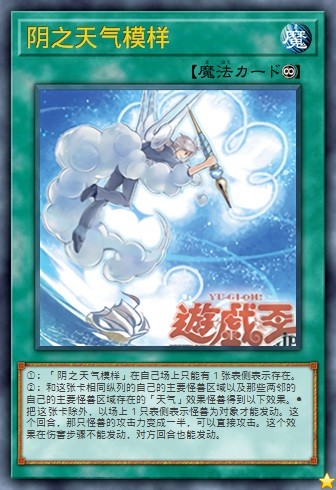 阴之天气模样
魔
【魔法カード】
YU-GI-OH!
遊戯王
①：「阴之天气模样」在自己场上只能有1张表侧表示存在。
②：和这张卡相同纵列的自己的主要怪兽区域以及那些两邻的
自己的主要怪兽区域存在的「天气」效果怪兽得到以下效果。●
把这张卡除外，以场上1只表侧表示怪兽为对象才能发动。这
个回合，那只怪兽的攻击力变成一半，可以直接攻击。这个效
果在伤害步骤不能发动，对方回合也能发动。